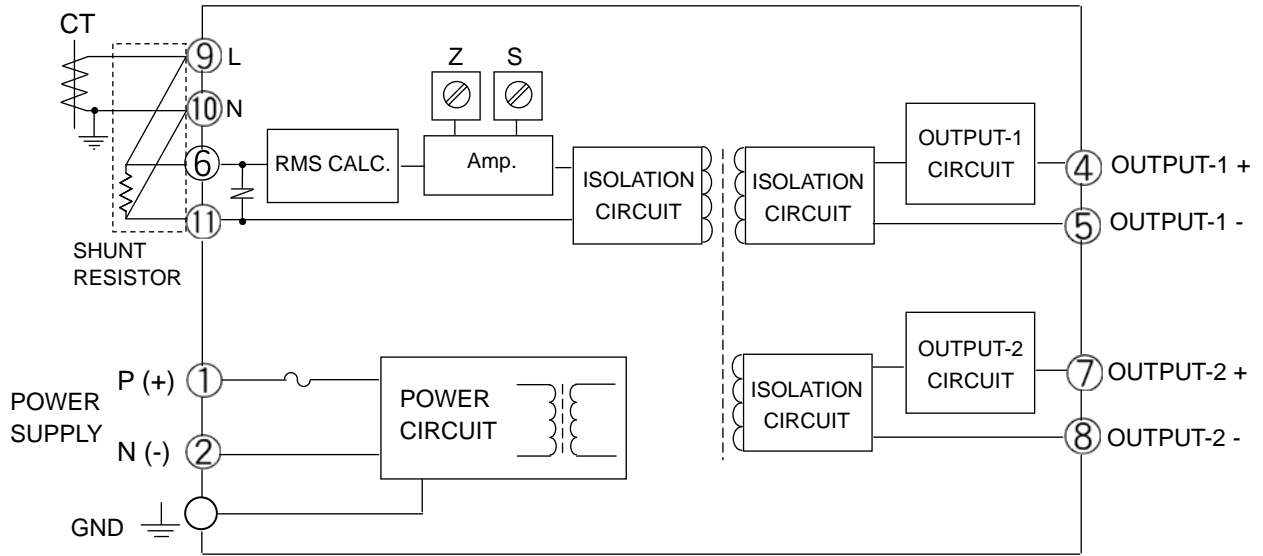 CT
9 L
10 N
6
11
SHUNT
RESISTOR
RMS CALC.
Z
S
Amp.
ISOLATION
CIRCUIT
ISOLATION
CIRCUIT
OUTPUT-1
CIRCUIT
4 OUTPUT-1 +
5 OUTPUT-1 -
POWER
SUPPLY
P (+) 1
N (-) 2
GND
POWER
CIRCUIT
ISOLATION
CIRCUIT
OUTPUT-2
CIRCUIT
7 OUTPUT-2 +
8 OUTPUT-2 -